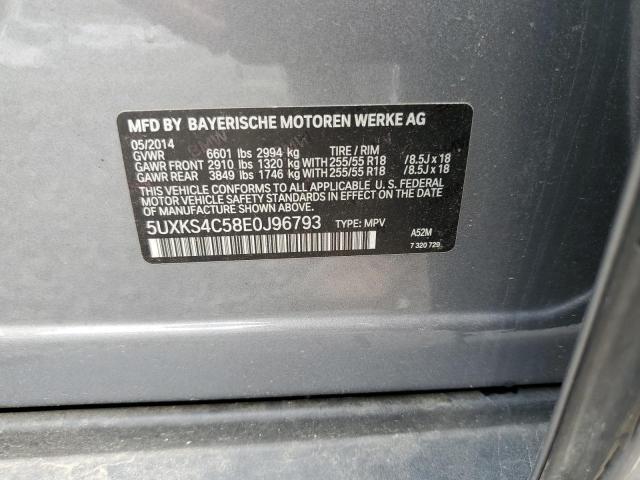 MFD BY BAYERISCHE MOTOREN WERKE AG
05/2014
GVWR 6601 lbs 2994 kg TIRE / RIM
GAWR FRONT 2910 lbs 1320 kg WITH 255/55 R18 /8.5J x 18
GAWR REAR 3849 lbs 1746 kg WITH 255/55 R18 /8.5J x 18
THIS VEHICLE CONFORMS TO ALL APPLICABLE U.S. FEDERAL
MOTOR VEHICLE SAFETY STANDARDS IN EFFECT ON THE DATE OF
MANUFACTURE SHOWN ABOVE.
5UXKS4C58E0J96793 TYPE: MPV A52M
7 320 729